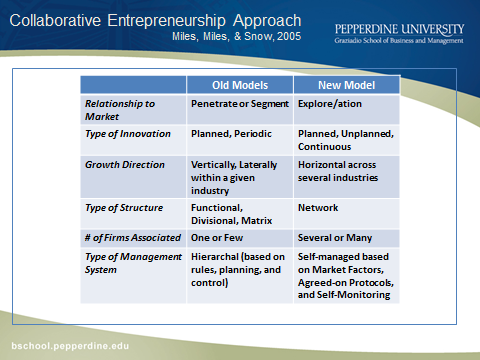 Collaborative Entrepreneurship Approach
Miles, Miles, & Snow, 2005
PEPPERDINE UNIVERSITY
Graziadio School of Business and Management
Old Models New Model
Relationship to Market Penetrate or Segment Explore/ation
Type of Innovation Planned, Periodic Planned, Unplanned, Continuous
Growth Direction Vertically, Laterally within a given industry Horizontal across several industries
Type of Structure Functional, Divisional, Matrix Network
# of Firms Associated One or Few Several or Many
Type of Management System Hierarchal (based on rules, planning, and control) Self-managed based on Market Factors, Agreed-on Protocols, and Self-Monitoring
bschool.pepperdine.edu